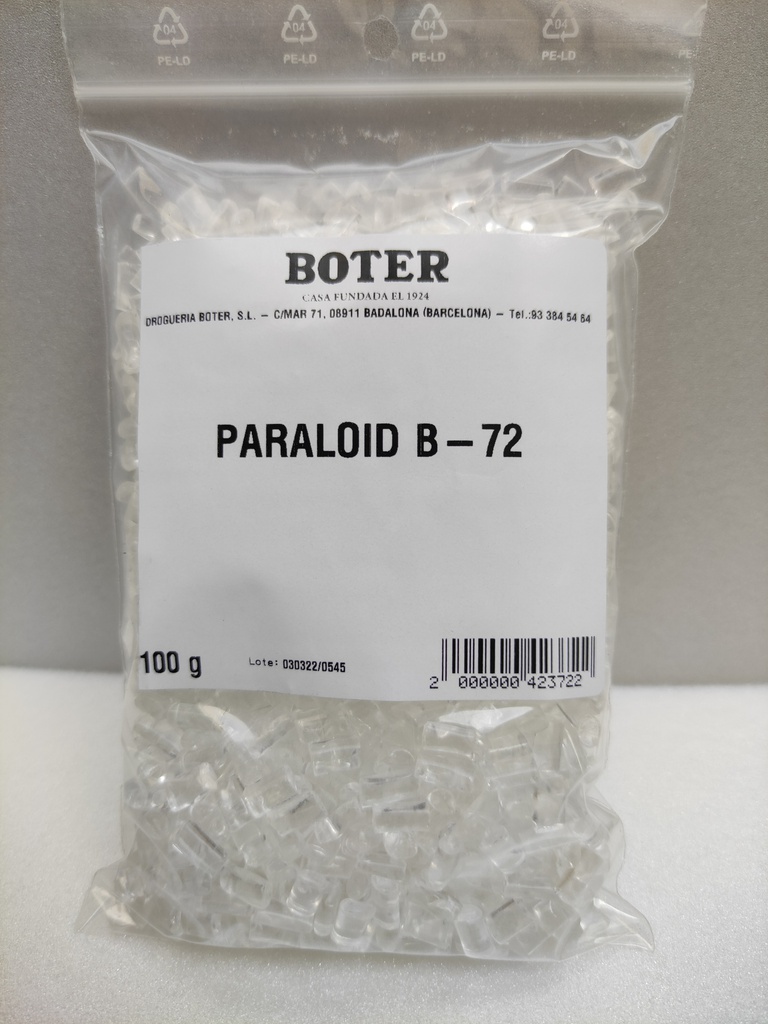 04 04 04 04
PE-LD PE-LD PE-LD PE-LD PE
BOTER
CASA FUNDADA EL 1924
DROGUERIA BOTER, S.L. – C/MAR 71, 08911 BADALONA (BARCELONA) – Tel.:93 384 54 84
PARALOID B – 72
100 g Lote: 030322/0545
2 000000 423722